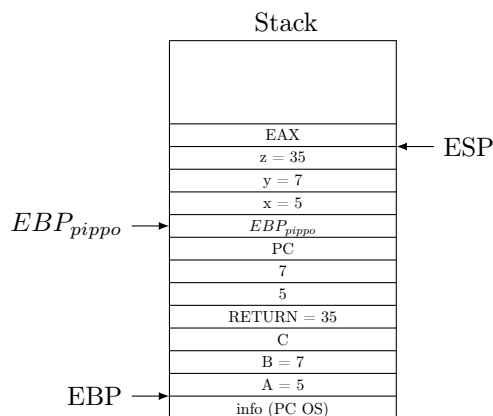 Stack
EAX
ESP
z = 35
y = 7
x = 5
EBP_pippo
EBP_pippo
PC
7
5
RETURN = 35
C
B = 7
A = 5
EBP
info (PC OS)